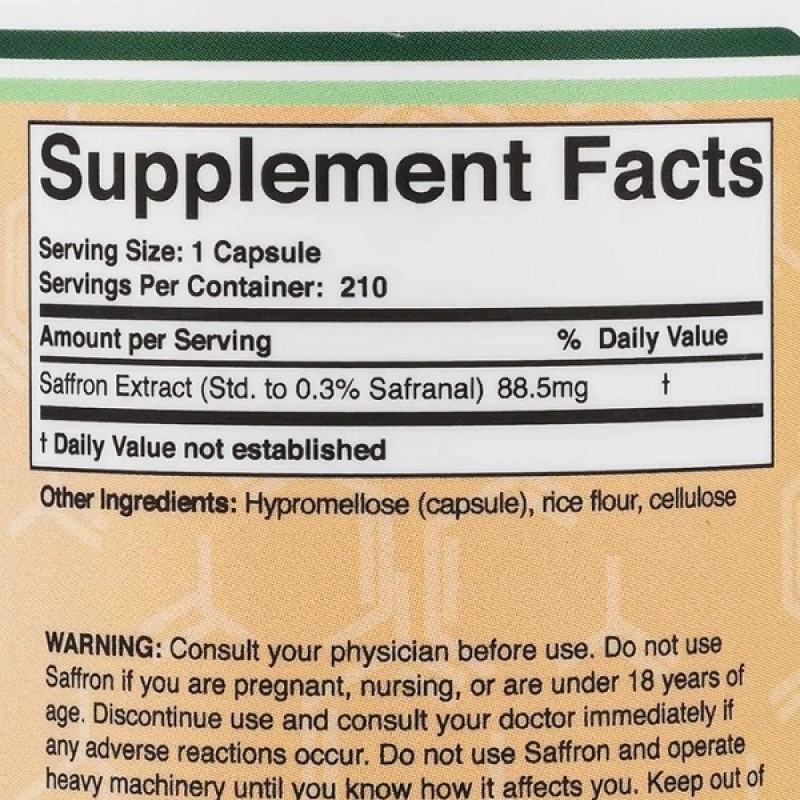 Supplement Facts
Serving Size: 1 Capsule
Servings Per Container: 210
Amount per Serving % Daily Value
Saffron Extract (Std. to 0.3% Safranal) 88.5mg †
† Daily Value not established
Other Ingredients: Hypromellose (capsule), rice flour, cellulose
WARNING: Consult your physician before use. Do not use
Saffron if you are pregnant, nursing, or are under 18 years of
age. Discontinue use and consult your doctor immediately if
any adverse reactions occur. Do not use Saffron and operate
heavy machinery until you know how it affects you. Keep out of